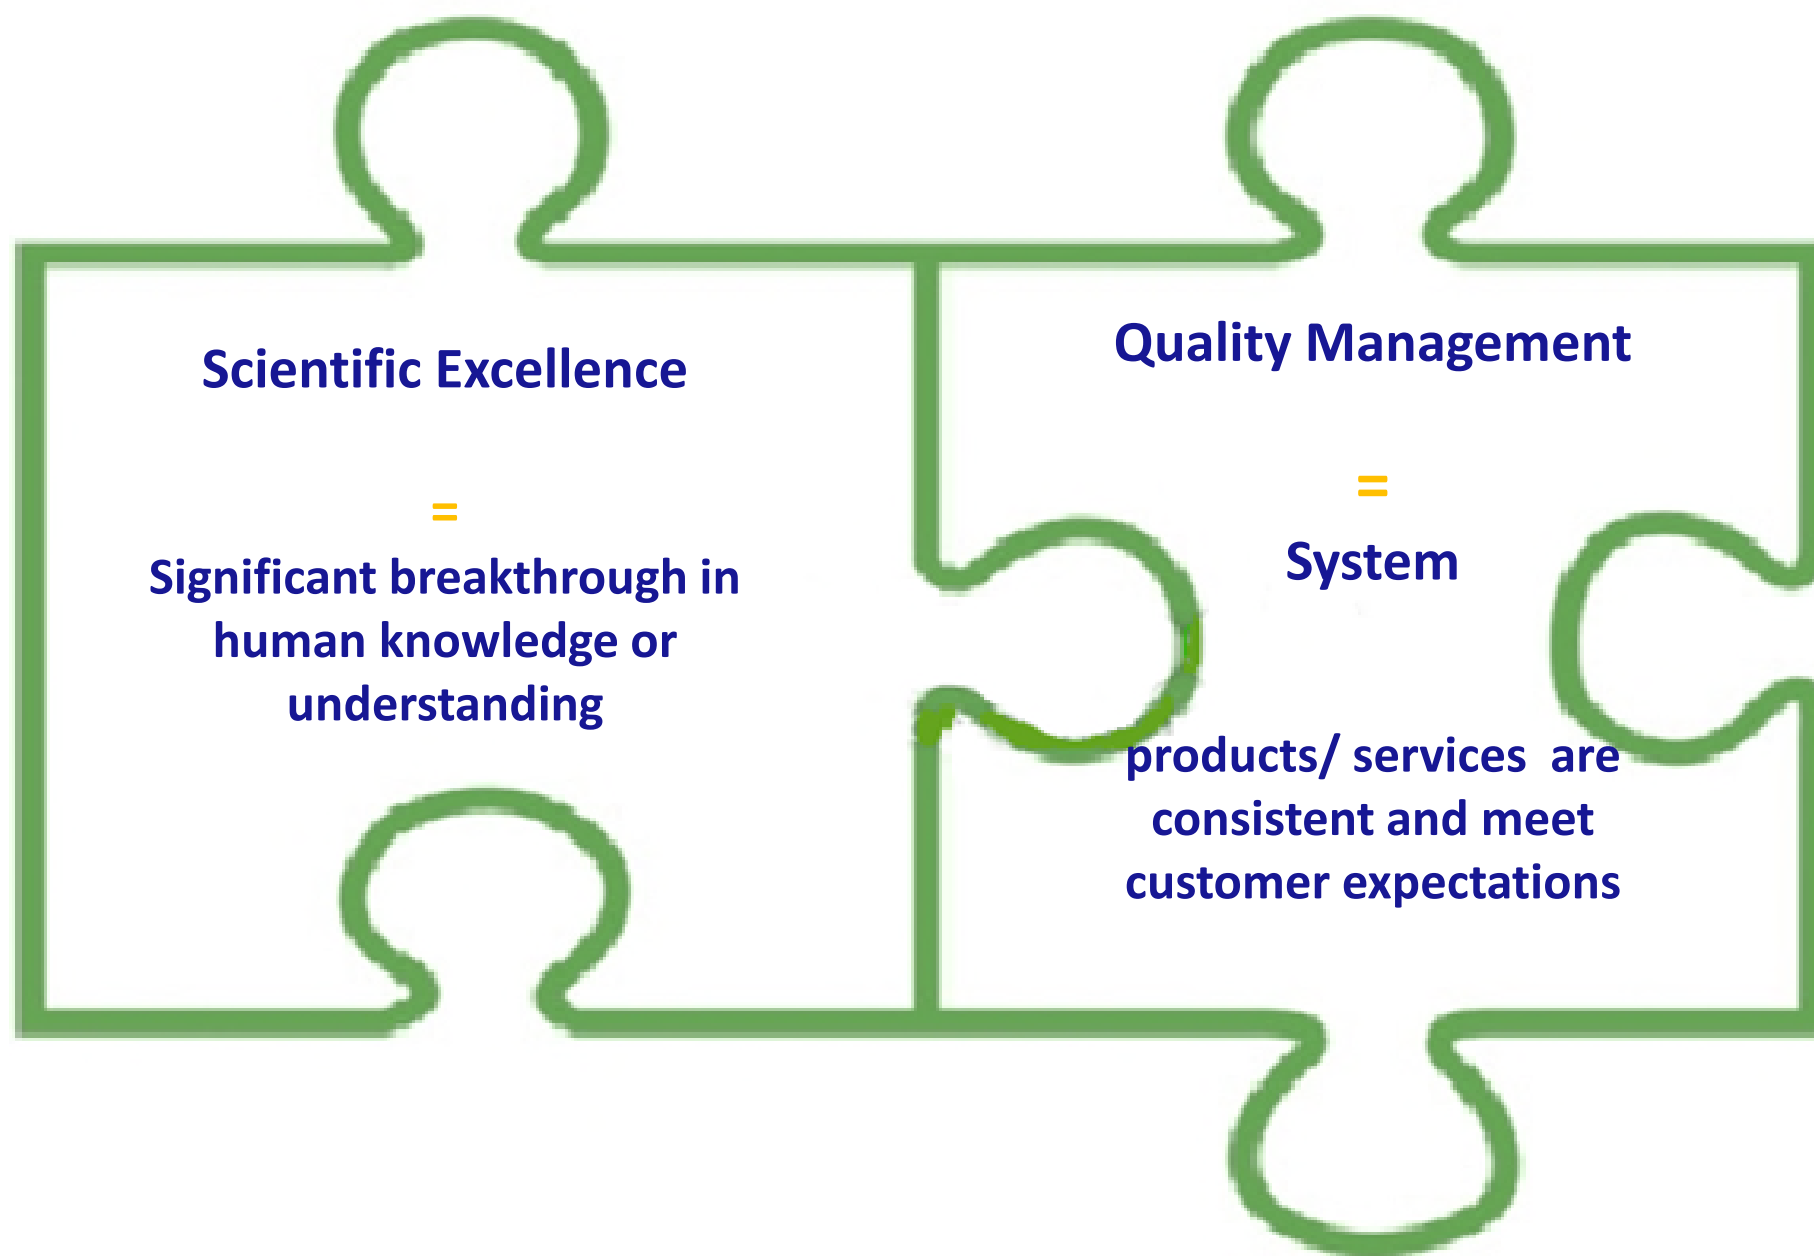 Scientific Excellence
=
Significant breakthrough in
human knowledge or
understanding
Quality Management
=
System
products/ services  are
consistent and meet
customer expectations